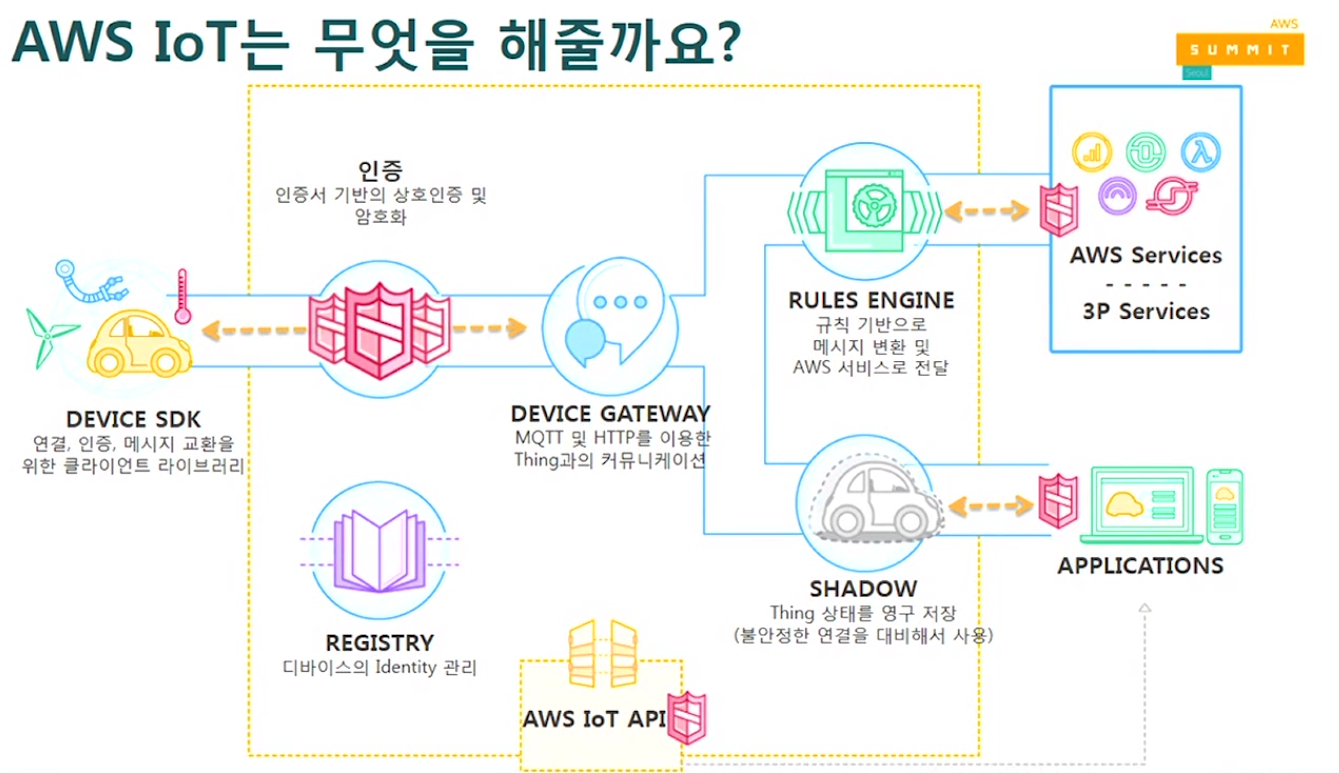 AWS IoT는 무엇을 해줄까요?
AWS
SUMMIT
Seoul
인증
인증서 기반의 상호인증 및
암호화
DEVICE SDK
연결, 인증, 메시지 교환을
위한 클라이언트 라이브러리
DEVICE GATEWAY
MQTT 및 HTTP를 이용한
Thing과의 커뮤니케이션
RULES ENGINE
규칙 기반으로
메시지 변환 및
AWS 서비스로 전달
AWS Services
- - - - -
3P Services
REGISTRY
디바이스의 Identity 관리
SHADOW
Thing 상태를 영구 저장
(불안정한 연결을 대비해서 사용)
APPLICATIONS
AWS IoT API